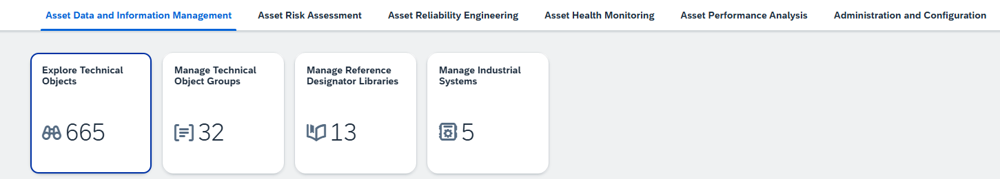 Asset Data and Information Management Asset Risk Assessment Asset Reliability Engineering Asset Health Monitoring Asset Performance Analysis Administration and Configuration
Explore Technical
Objects
665
Manage Technical
Object Groups
32
Manage Reference
Designator Libraries
13
Manage Industrial
Systems
5